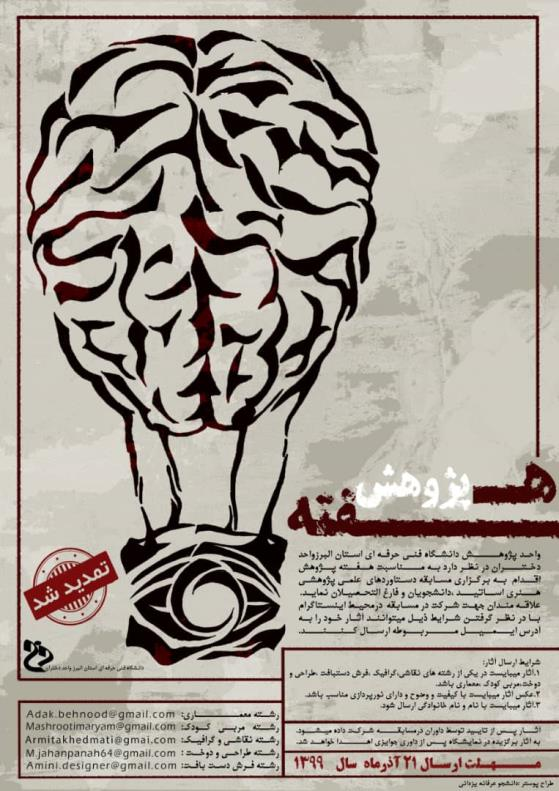 هفته پژوهش
واحد پژوهش دانشگاه فنی حرفه ای استان البرز واحد
دختران در نظر دارد به مناسبت هفته پژوهش
اقدام به برگزاری مسابقه دستاوردهای علمی پژوهشی
هنری اساتید، دانشجویان و فارغ التحصیلان نماید.
علاقه مندان جهت شرکت در مسابقه درمحیط اینستاگرام
با در نظر گرفتن شرایط ذیل میتوانند آثار خود را به
آدرس ایمیل مربوطه ارسال کنند.
تمدید شد
دانشگاه فنی حرفه ای استان البرز واحد دختران
شرایط ارسال آثار:
۱.آثار میبایست در یکی از رشته های نقاشی،گرافیک ،فرش دستبافت ،طراحی و
دوخت،مربی کودک ،معماری باشد.
۲.عکس آثار میبایست با کیفیت و وضوح و دارای نورپردازی مناسب باشد.
۳.آثار میبایست با نام و نام خانوادگی ارسال شود.
آثار پس از تایید توسط داوران درمسابقه شرکت داده میشود.
به آثار برگزیده در نمایشگاه پس از داوری جوایزی اهدا خواهد شد.
مهلت ارسال ۲۱ آذرماه سال ۱۳۹۹
رشته معماری: Adak.behnood@gmail.com
رشته مربی کودک: Mashrootimaryam@gmail.com
رشته نقاشی و گرافیک: Armitakhedmati@gmai.com
رشته طراحی و دوخت: M.jahanpanah64@gmail.com
رشته فرش دست بافت: Amini.designer@gmail.com
طراح پوستر :دانشجو عرفانه یزدانی